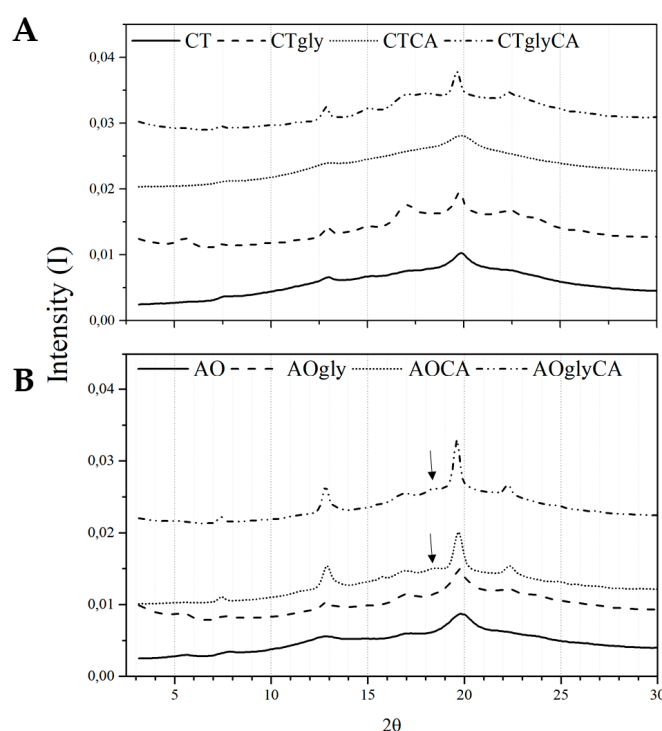 A
CT CTgly CTCA CTglyCA
0,04
0,03
0,02
0,01
0,00
Intensity (I)
B
AO AOgly AOCA AOglyCA
0,04
0,03
0,02
0,01
0,00
5 10 15 20 25 30
2θ